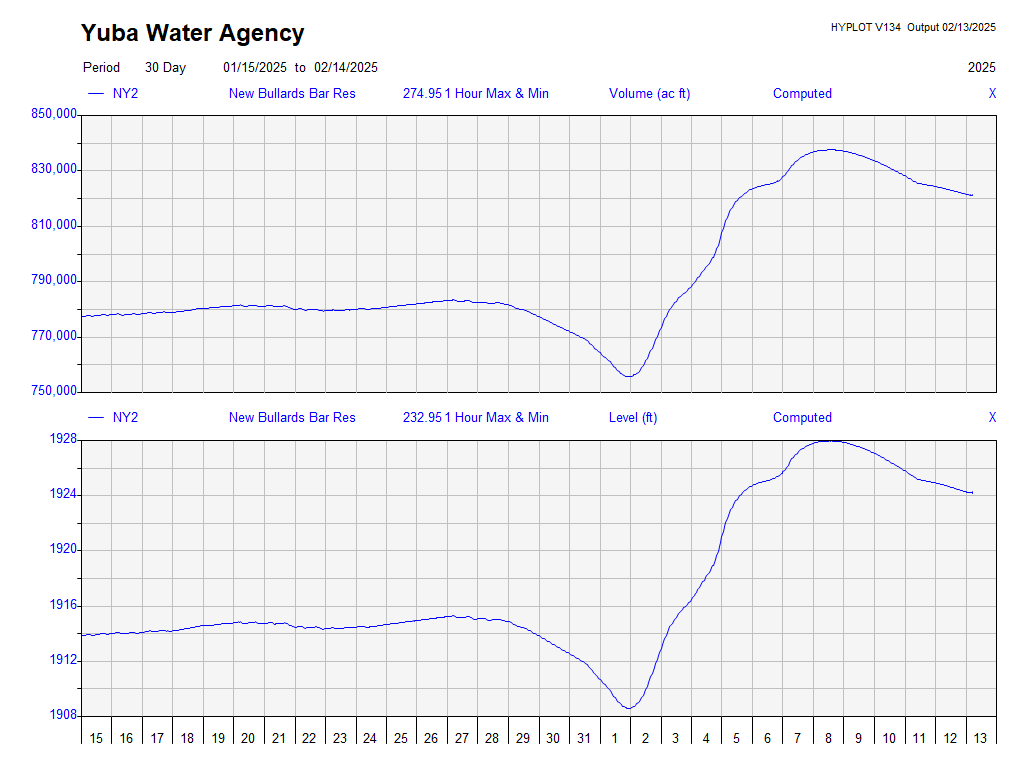 Yuba Water Agency
HYPLOT V134 Output 02/13/2025
Period 30 Day 01/15/2025 to 02/14/2025 2025
NY2 New Bullards Bar Res 274.95 1 Hour Max & Min Volume (ac ft) Computed X
850,000
830,000
810,000
790,000
770,000
750,000
NY2 New Bullards Bar Res 232.95 1 Hour Max & Min Level (ft) Computed X
1928
1924
1920
1916
1912
1908
15 16 17 18 19 20 21 22 23 24 25 26 27 28 29 30 31 1 2 3 4 5 6 7 8 9 10 11 12 13